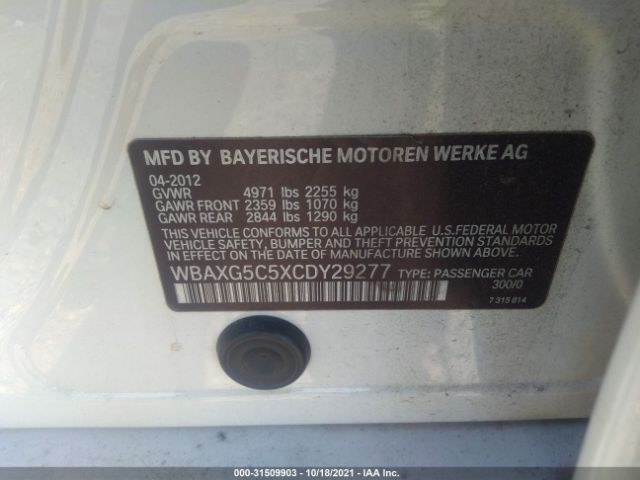 MFD BY BAYERISCHE MOTOREN WERKE AG
04-2012
GVWR 4971 lbs 2255 kg
GAWR FRONT 2359 lbs 1070 kg
GAWR REAR 2844 lbs 1290 kg
THIS VEHICLE CONFORMS TO ALL APPLICABLE U.S.FEDERAL MOTOR
VEHICLE SAFETY, BUMPER AND THEFT PREVENTION STANDARDS
IN EFFECT ON THE DATE OF MANUFACTURE SHOWN ABOVE.
WBAXG5C5XCDY29277 TYPE: PASSENGER CAR
300/0
7 315 814
000-31509903 - 10/18/2021 - IAA Inc.